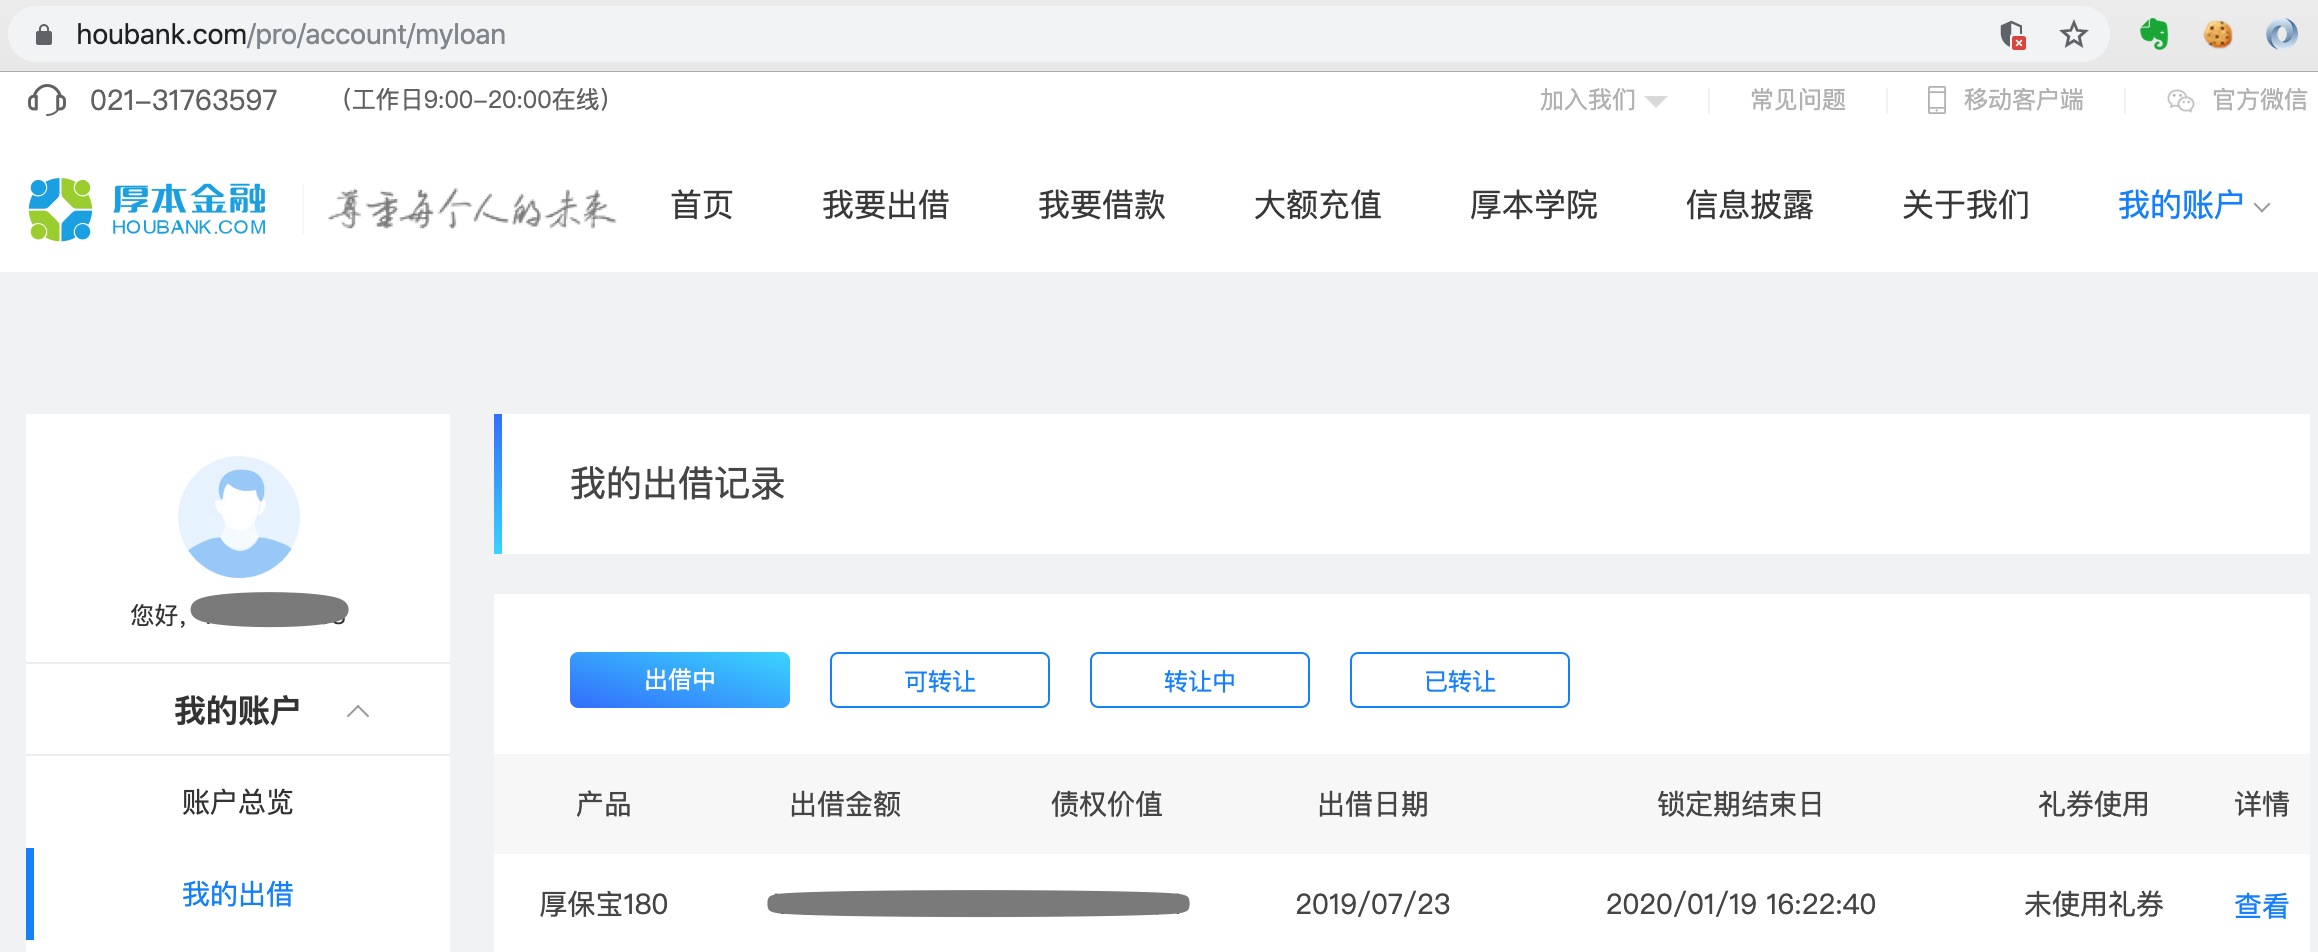 houbank.com/pro/account/myloan
021-31763597 (工作日9:00-20:00在线) 加入我们 常见问题 移动客户端 官方微信
厚本金融 HOUBANK.COM 尊重每个人的未来 首页 我要出借 我要借款 大额充值 厚本学院 信息披露 关于我们 我的账户
您好,
我的账户
账户总览
我的出借
我的出借记录
出借中 可转让 转让中 已转让
产品 出借金额 债权价值 出借日期 锁定期结束日 礼券使用 详情
厚保宝180 2019/07/23 2020/01/19 16:22:40 未使用礼券 查看